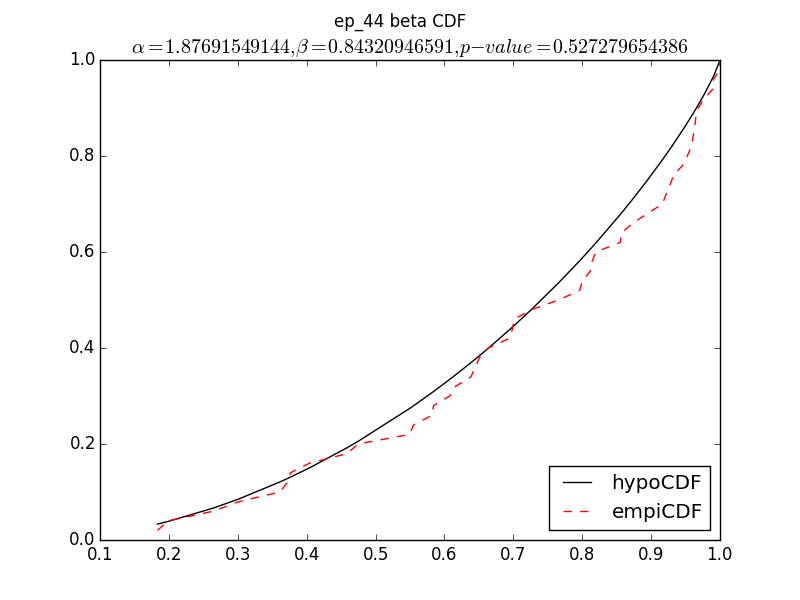 ep_44 beta CDF
α=1.87691549144,β=0.84320946591,p−value=0.527279654386
1.0
0.8
0.6
0.4
0.2
0.0
0.1 0.2 0.3 0.4 0.5 0.6 0.7 0.8 0.9 1.0
hypoCDF
empiCDF